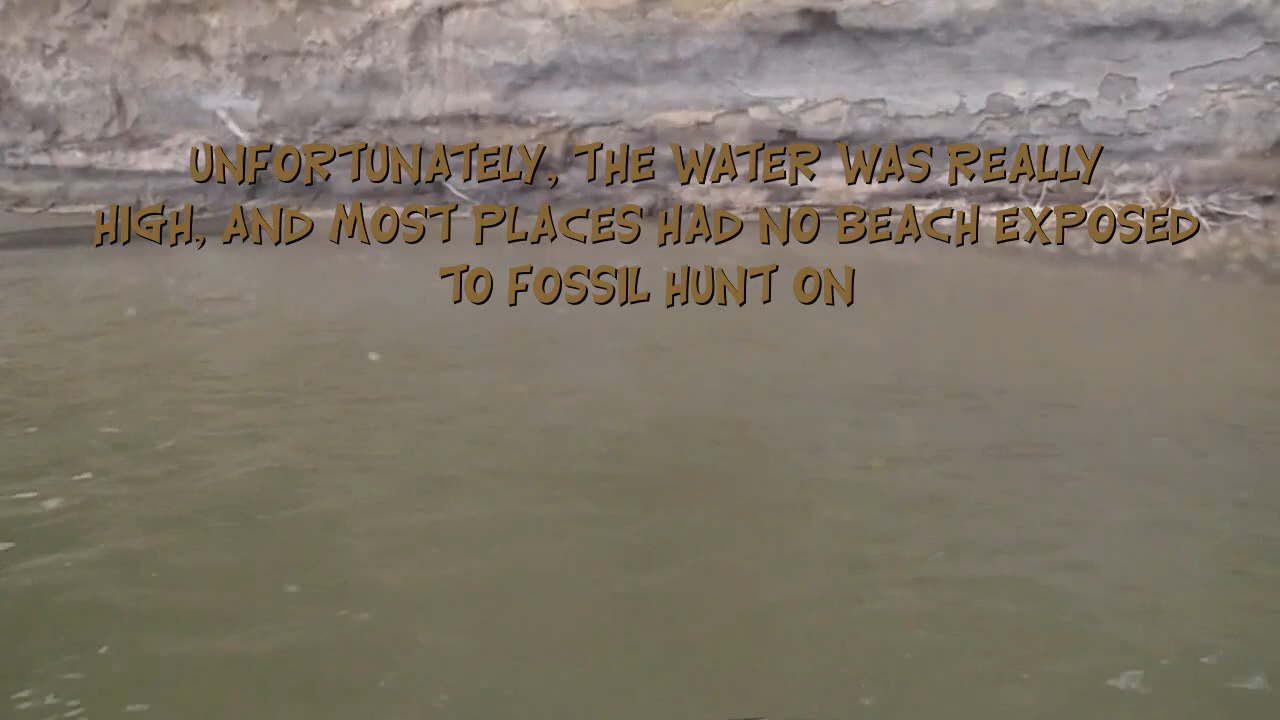 UNFORTUNATELY, THE WATER WAS REALLY
HIGH, AND MOST PLACES HAD NO BEACH EXPOSED
TO FOSSIL HUNT ON